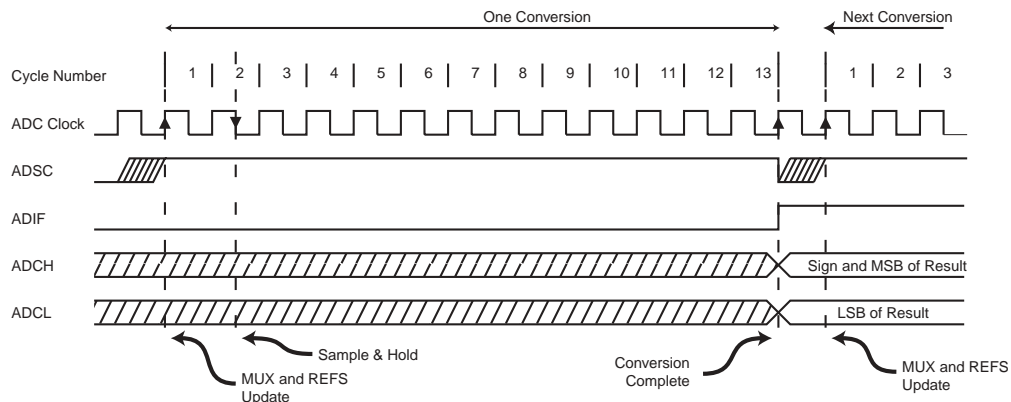 One Conversion
Next Conversion
Cycle Number
1 2 3 4 5 6 7 8 9 10 11 12 13 1 2 3
ADC Clock
ADSC
ADIF
ADCH
Sign and MSB of Result
ADCL
LSB of Result
Sample & Hold
MUX and REFS
Update
Conversion
Complete
MUX and REFS
Update